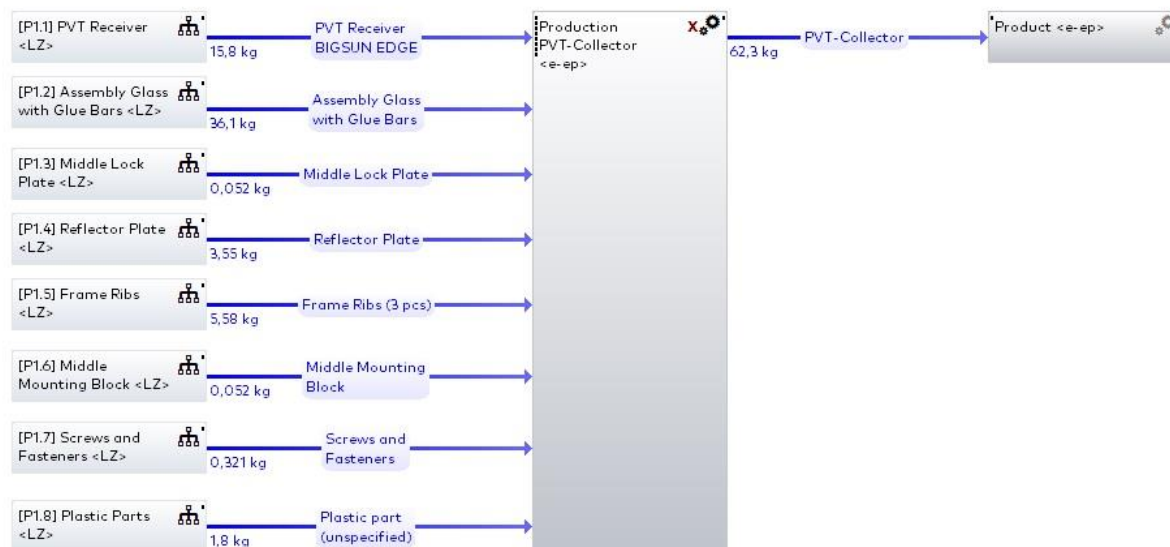 [P1.1] PVT Receiver
<LZ>
15,8 kg
PVT Receiver
BIGSUN EDGE
Production
PVT-Collector
<e-ep>
X
62,3 kg
PVT-Collector
Product <e-ep>
[P1.2] Assembly Glass
with Glue Bars <LZ>
36,1 kg
Assembly Glass
with Glue Bars
[P1.3] Middle Lock
Plate <LZ>
0,052 kg
Middle Lock Plate
[P1.4] Reflector Plate
<LZ>
3,55 kg
Reflector Plate
[P1.5] Frame Ribs
<LZ>
5,58 kg
Frame Ribs (3 pcs)
[P1.6] Middle
Mounting Block <LZ>
0,052 kg
Middle Mounting
Block
[P1.7] Screws and
Fasteners <LZ>
0,321 kg
Screws and
Fasteners
[P1.8] Plastic Parts
<LZ>
1,8 kg
Plastic part
(unspecified)